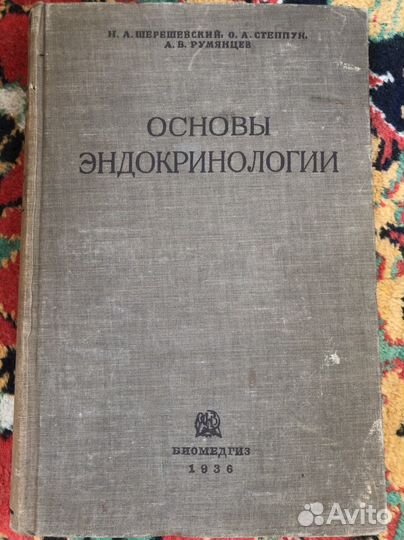 Н. А. ШЕРЕШЕВСКИЙ, О. А. СТЕППУН,
А. В. РУМЯНЦЕВ
ОСНОВЫ
ЭНДОКРИНОЛОГИИ
БИОМЕДГИЗ
1936
Avito